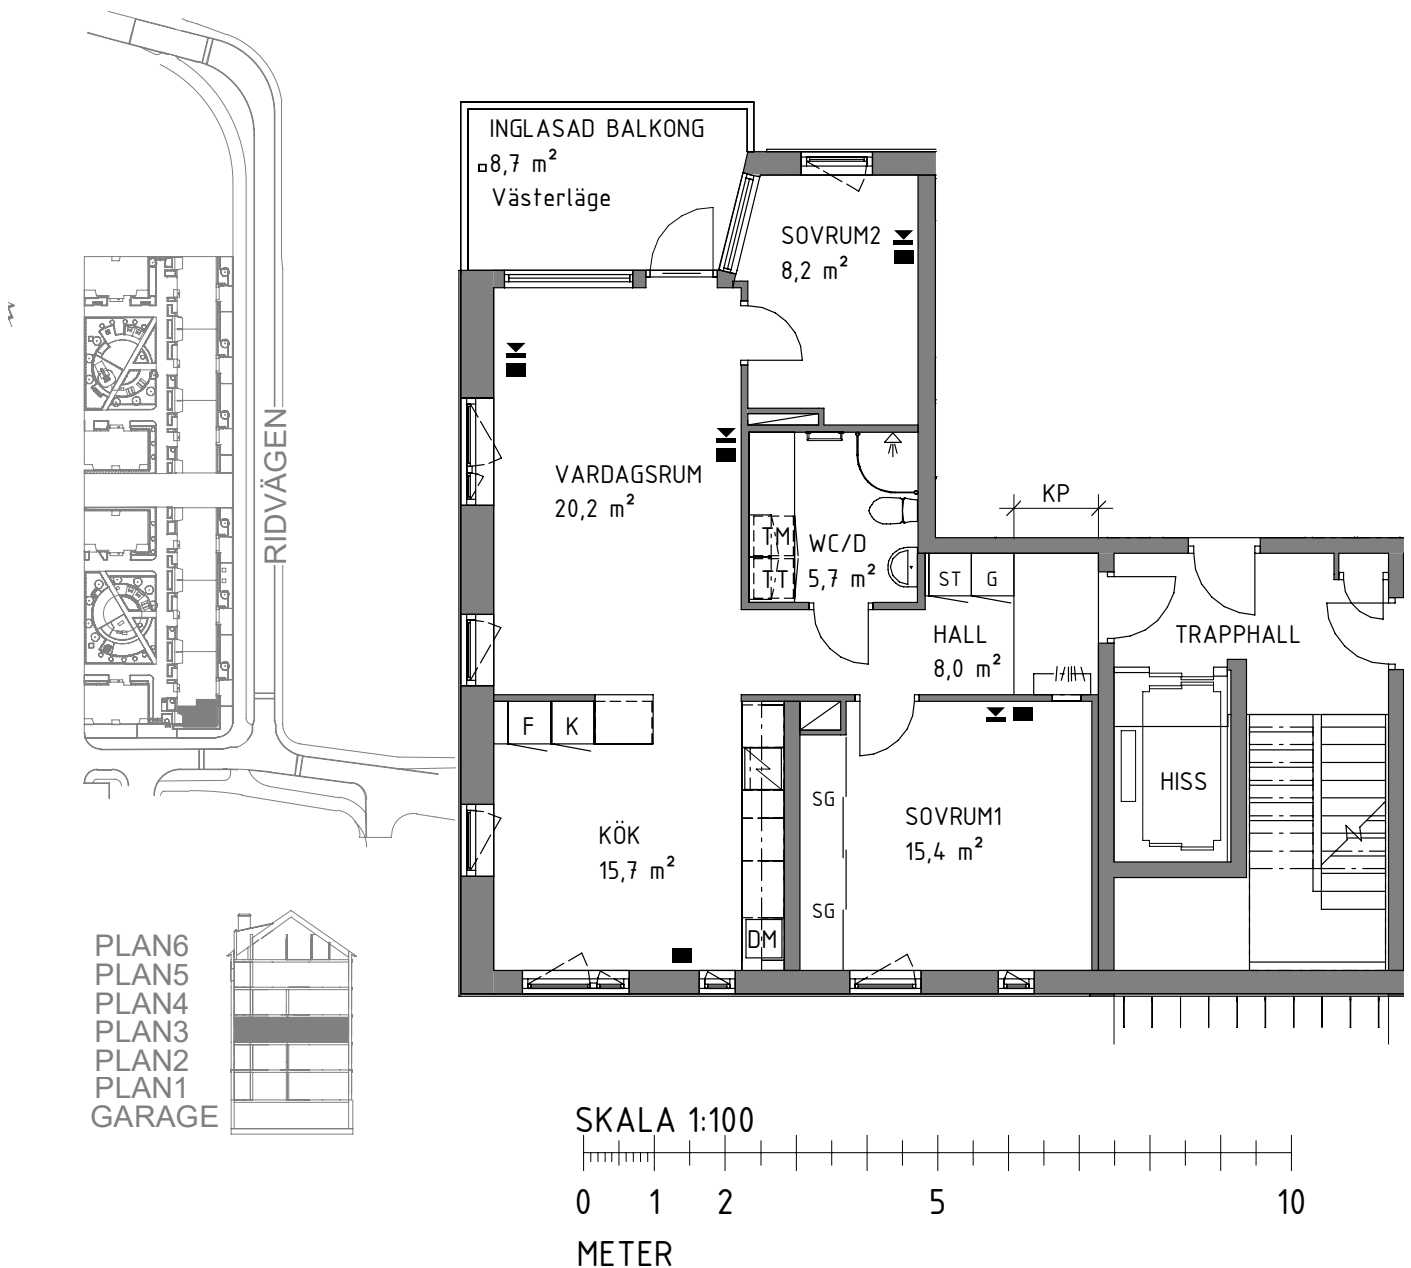 INGLASAD BALKONG
8,7 m²
Västerläge
SOVRUM2
8,2 m²
RIDVÄGEN
VARDAGSRUM
20,2 m²
KP
TM
TT
WC/D
5,7 m²
ST
G
HALL
8,0 m²
TRAPPHALL
F
K
HISS
SG
SOVRUM1
15,4 m²
KÖK
15,7 m²
SG
DM
PLAN6
PLAN5
PLAN4
PLAN3
PLAN2
PLAN1
GARAGE
SKALA 1:100
0 1 2 5 10
METER